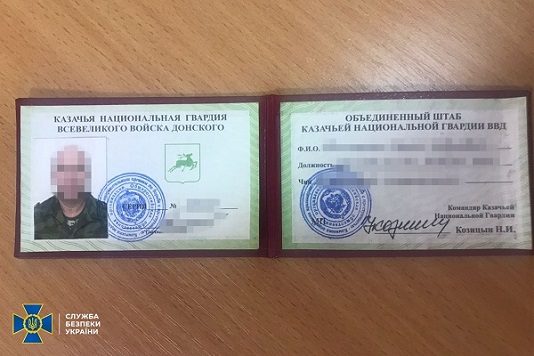 КАЗАЧЬЯ НАЦИОНАЛЬНАЯ ГВАРДИЯ
ВСЕВЕЛИКОГО ВОЙСКА ДОНСКОГО
СЕРИЯ №
ОБЪЕДИНЕННЫЙ ШТАБ
КАЗАЧЬЕЙ НАЦИОНАЛЬНОЙ ГВАРДИИ ВВД
Ф.И.О.
Должность
Командир Казачьей
Национальной Гвардии
Козицын Н.И.
СЛУЖБА
БЕЗПЕКИ
УКРАЇНИ